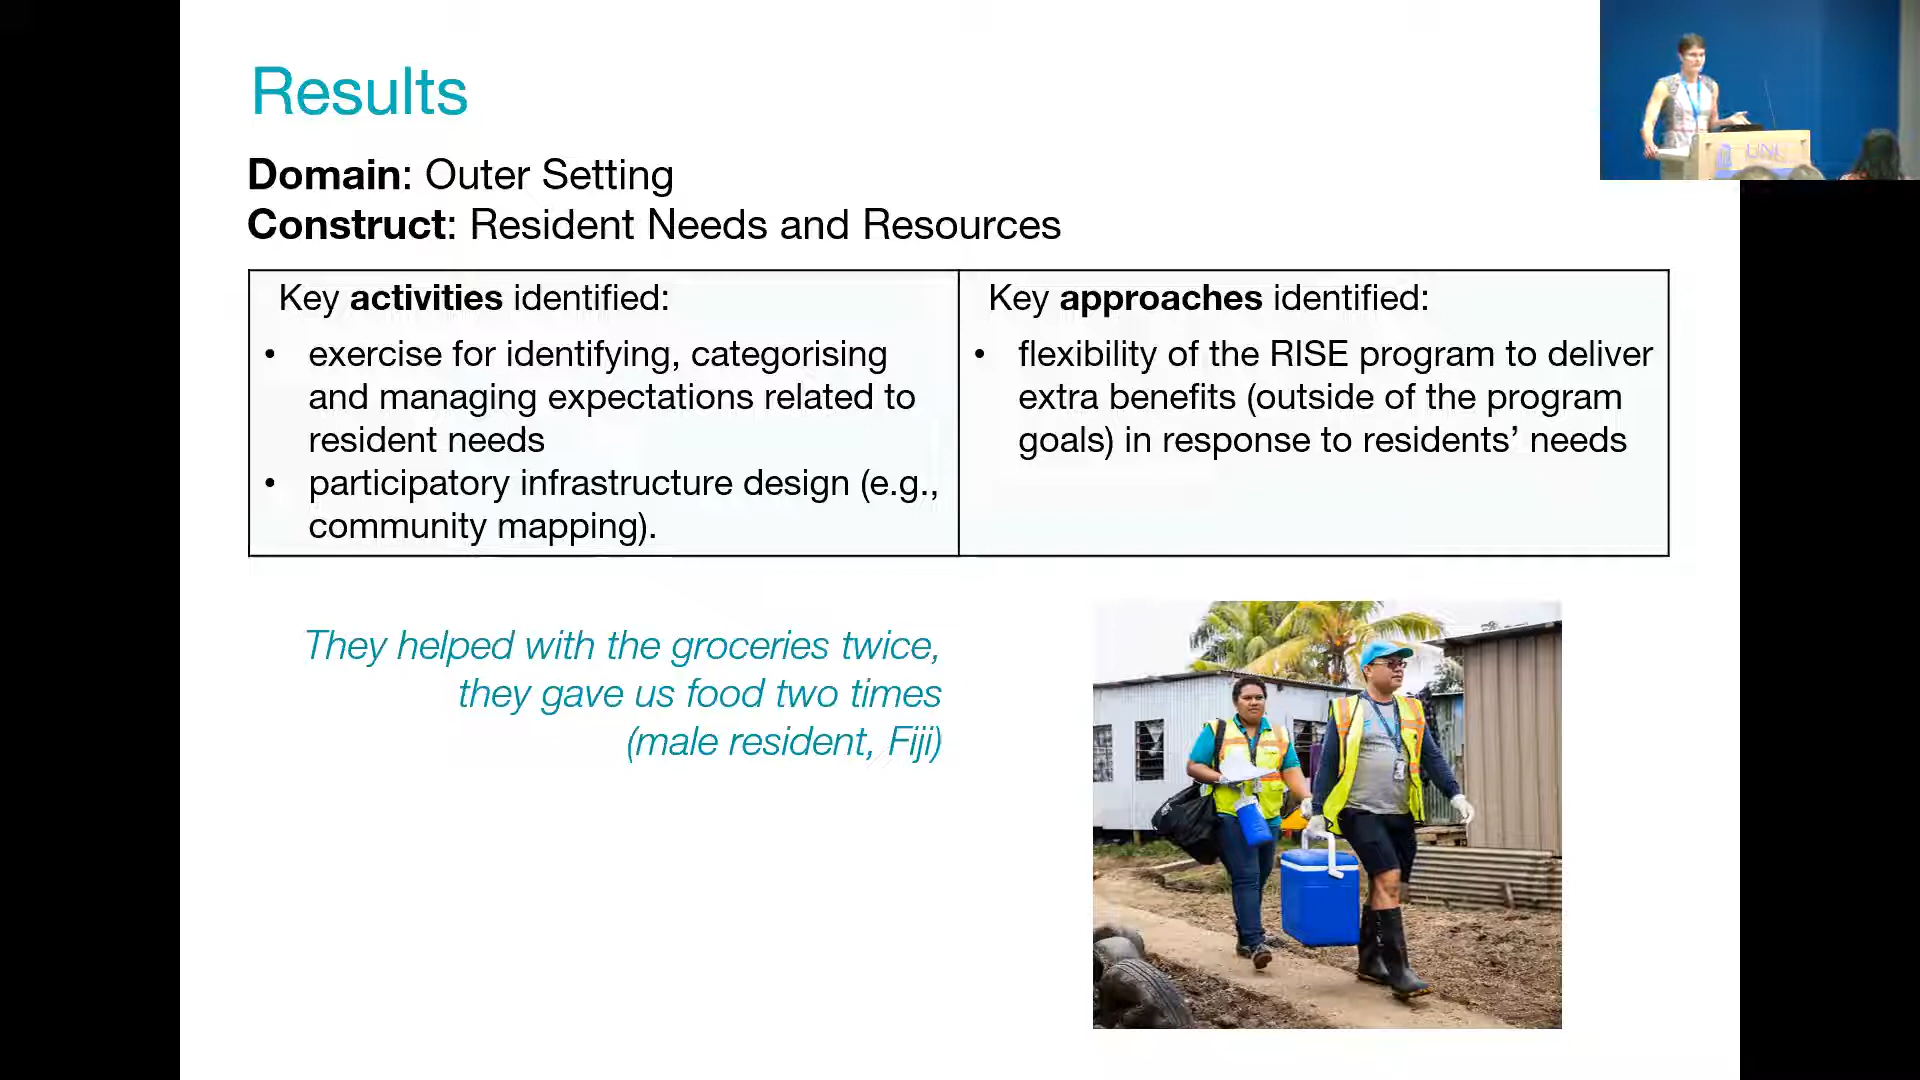 Results
Domain: Outer Setting
Construct: Resident Needs and Resources
Key activities identified:
• exercise for identifying, categorising
and managing expectations related to
resident needs
• participatory infrastructure design (e.g.,
community mapping).
Key approaches identified:
• flexibility of the RISE program to deliver
extra benefits (outside of the program
goals) in response to residents’ needs
They helped with the groceries twice,
they gave us food two times
(male resident, Fiji)